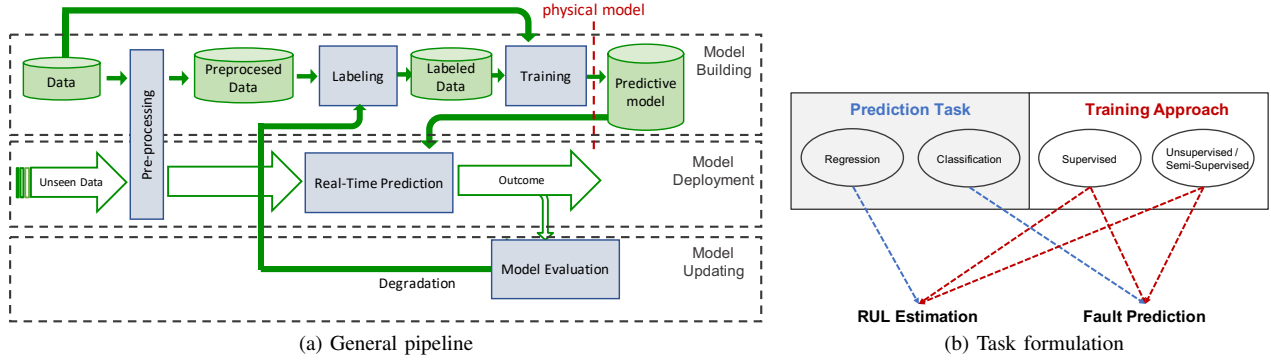 physical model
Data
Pre-processing
Preprocesed
Data
Labeling
Labeled
Data
Training
Predictive
model
Model
Building
Unseen Data
Real-Time Prediction
Outcome
Model
Deployment
Degradation
Model Evaluation
Model
Updating
(a) General pipeline
Prediction Task
Training Approach
Regression
Classification
Supervised
Unsupervised /
Semi-Supervised
RUL Estimation
Fault Prediction
(b) Task formulation